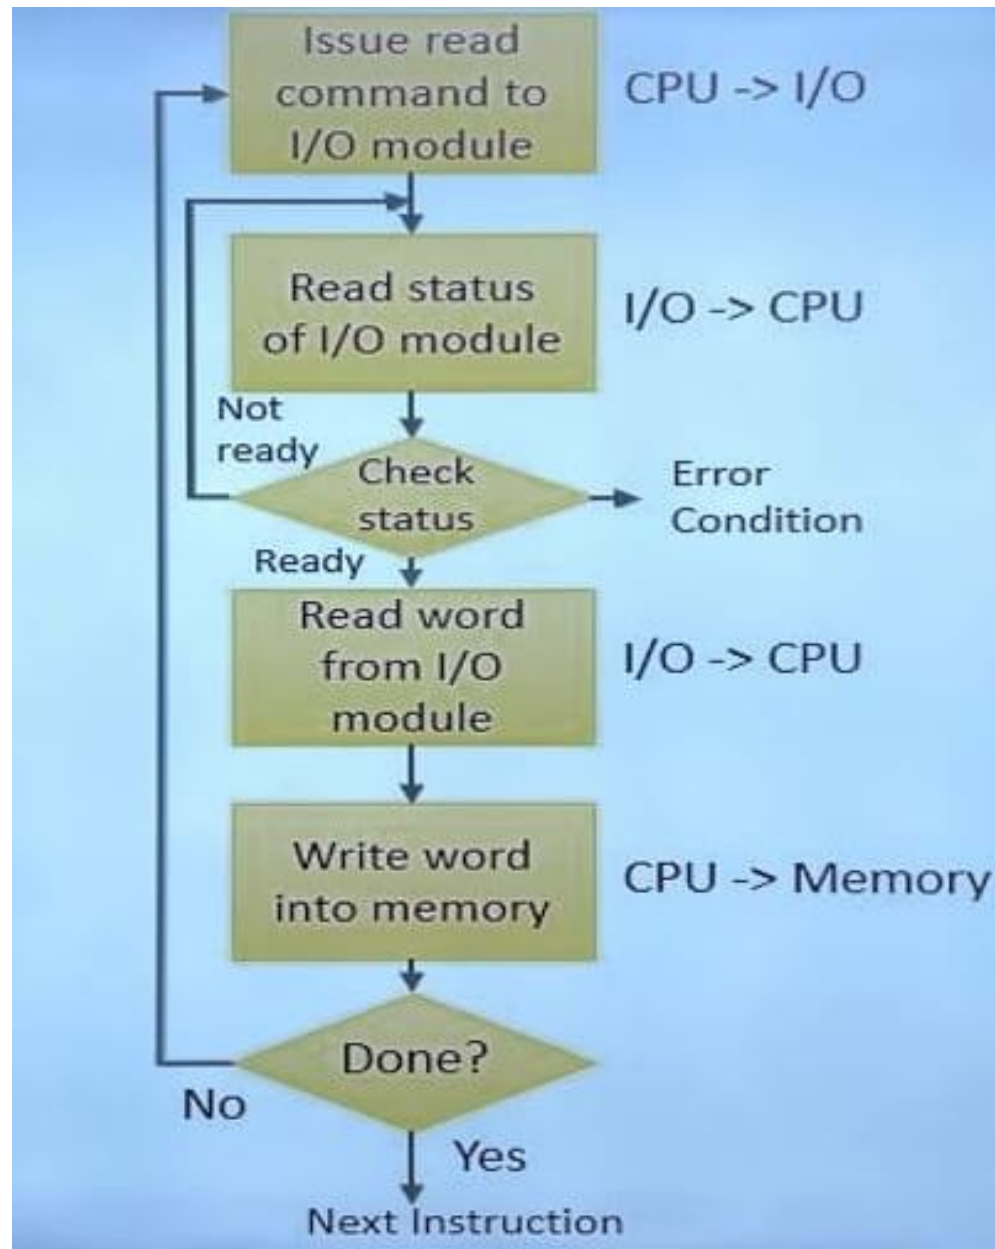 Issue read
command to
I/O module
CPU -> I/O
Read status
of I/O module
I/O -> CPU
Not
ready
Check
status
Error
Condition
Ready
Read word
from I/O
module
I/O -> CPU
Write word
into memory
CPU -> Memory
Done?
No
Yes
Next Instruction